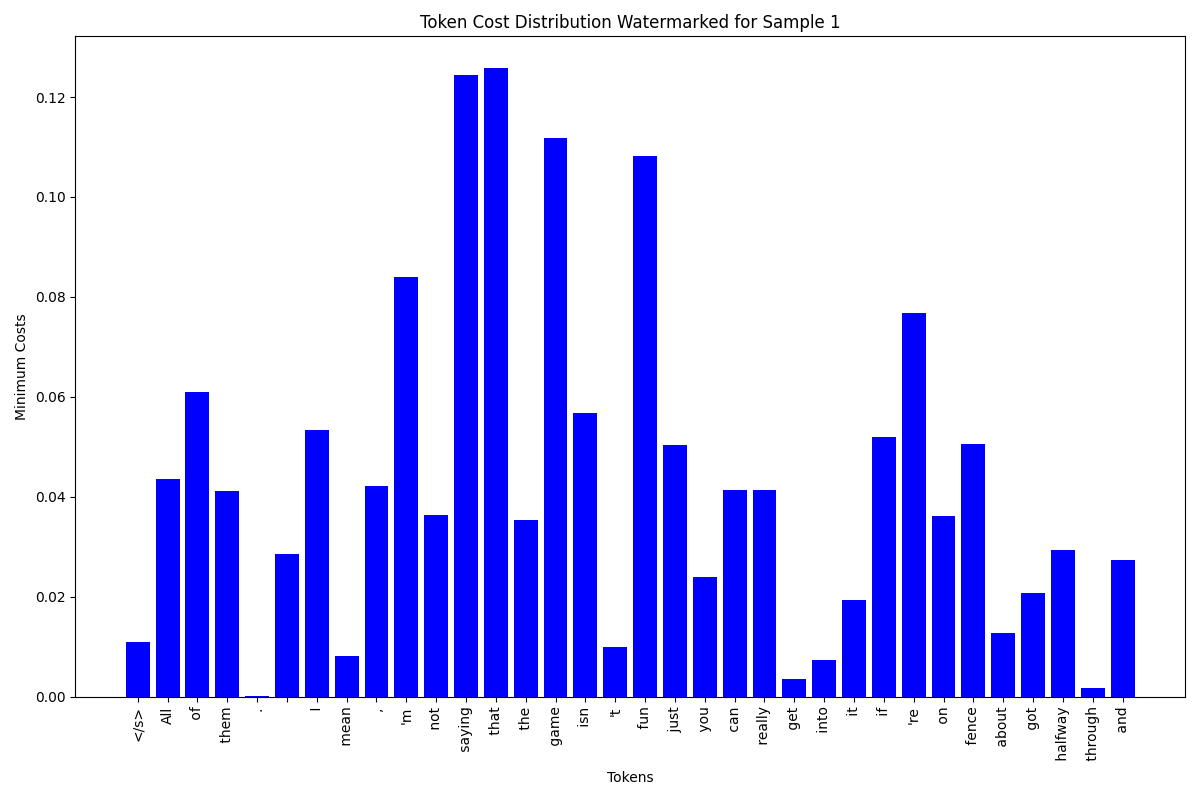 Token Cost Distribution Watermarked for Sample 1
Minimum Costs
0.12
0.10
0.08
0.06
0.04
0.02
0.00
</s>
All
of
them
.
I
mean
,
'm
not
saying
that
the
game
isn
't
fun
just
you
can
really
get
into
it
if
're
on
fence
about
got
halfway
through
and
Tokens